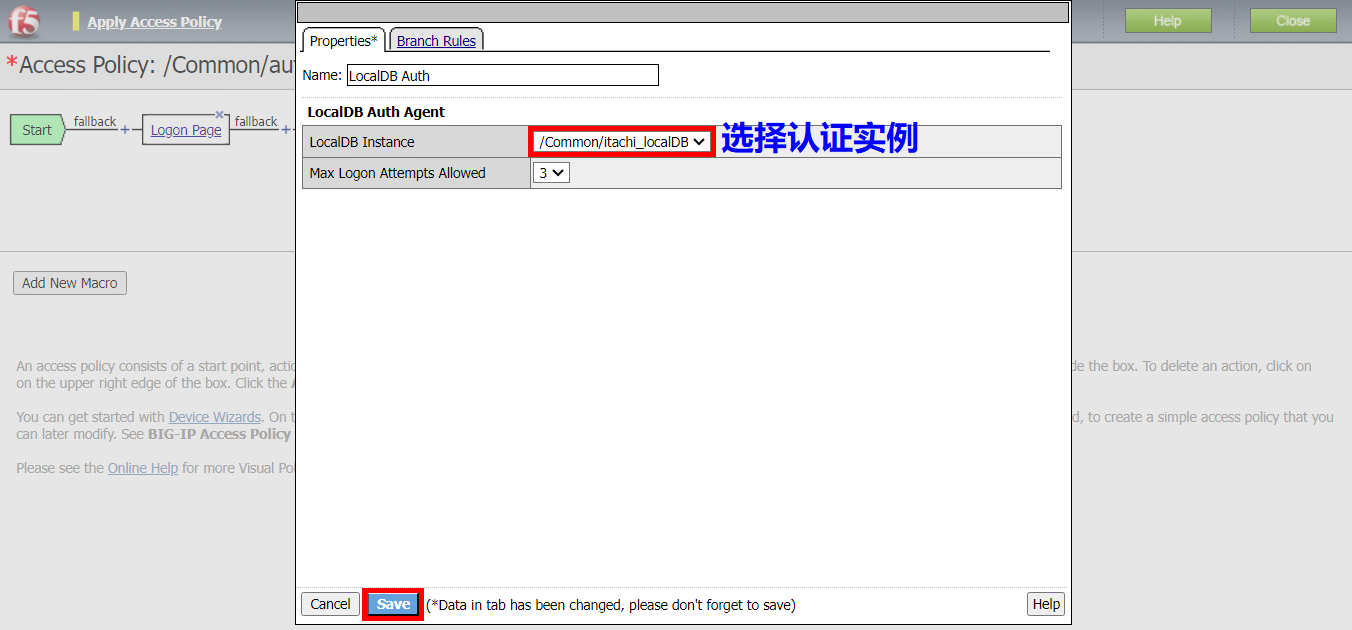 f5
Apply Access Policy
Help
Close
*Access Policy: /Common/au
Start
fallback
+
Logon Page
×
fallback
+
Add New Macro
An access policy consists of a start point, actio
de the box. To delete an action, click on
on the upper right edge of the box. Click the
You can get started with Device Wizards. On t
d, to create a simple access policy that you
can later modify. See BIG-IP Access Policy
Please see the Online Help for more Visual Pol
Properties*
Branch Rules
Name: LocalDB Auth
LocalDB Auth Agent
LocalDB Instance
/Common/itachi_localDB
选择认证实例
Max Logon Attempts Allowed
3
Cancel
Save
(*Data in tab has been changed, please don't forget to save)
Help